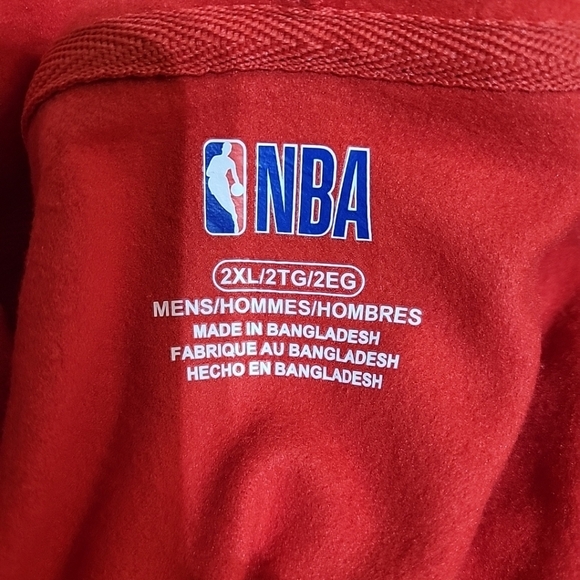 NBA
2XL/2TG/2EG
MENS/HOMMES/HOMBRES
MADE IN BANGLADESH
FABRIQUE AU BANGLADESH
HECHO EN BANGLADESH